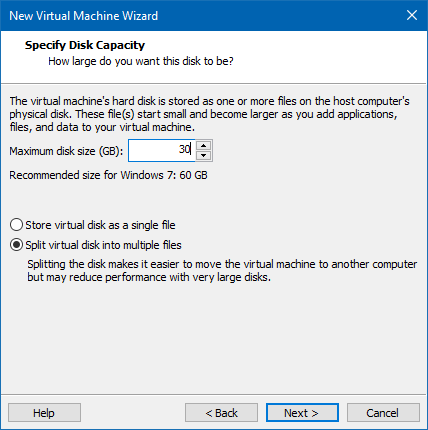 New Virtual Machine Wizard
Specify Disk Capacity
How large do you want this disk to be?
The virtual machine's hard disk is stored as one or more files on the host computer's
physical disk. These file(s) start small and become larger as you add applications,
files, and data to your virtual machine.
Maximum disk size (GB): 30
Recommended size for Windows 7: 60 GB
Store virtual disk as a single file
Split virtual disk into multiple files
Splitting the disk makes it easier to move the virtual machine to another computer
but may reduce performance with very large disks.
Help < Back Next > Cancel